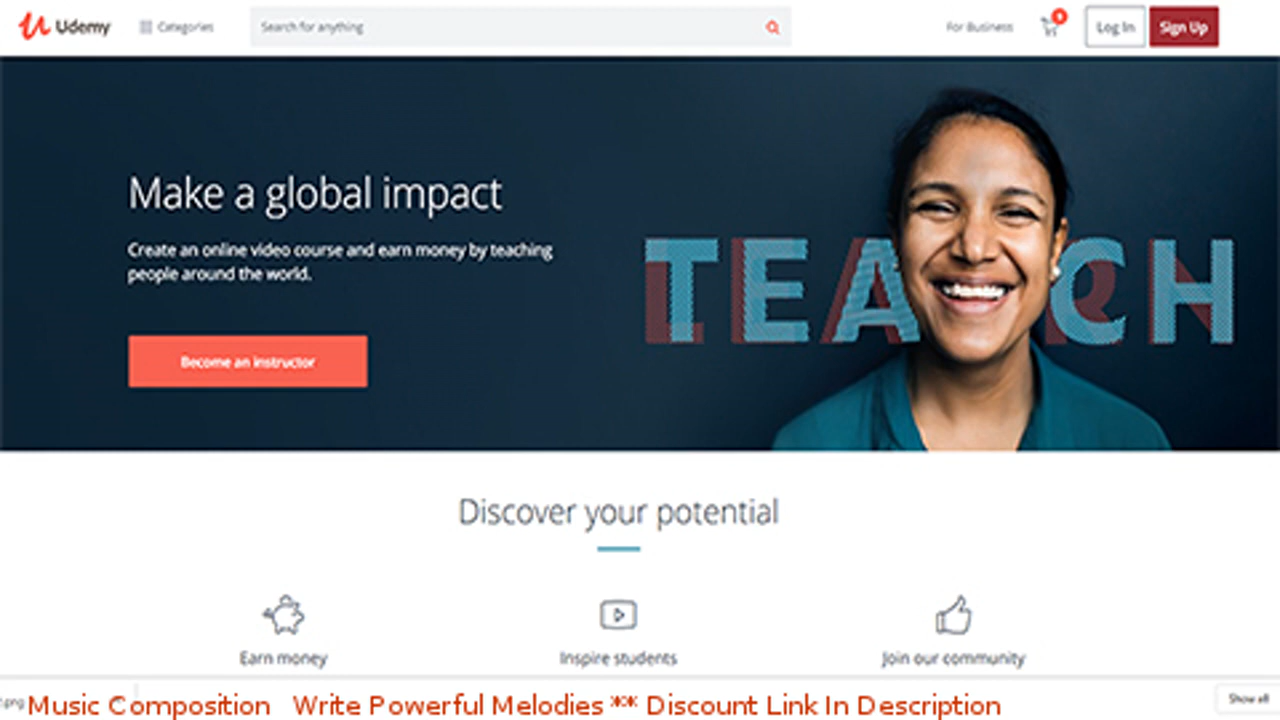 Udemy Categories Search for anything For Business Log In Sign Up
Make a global impact
Create an online video course and earn money by teaching
people around the world.
TEACH
Become an instructor
Discover your potential
Earn money Inspire students Join our community
.png Music Composition Write Powerful Melodies ** Discount Link In Description Show all